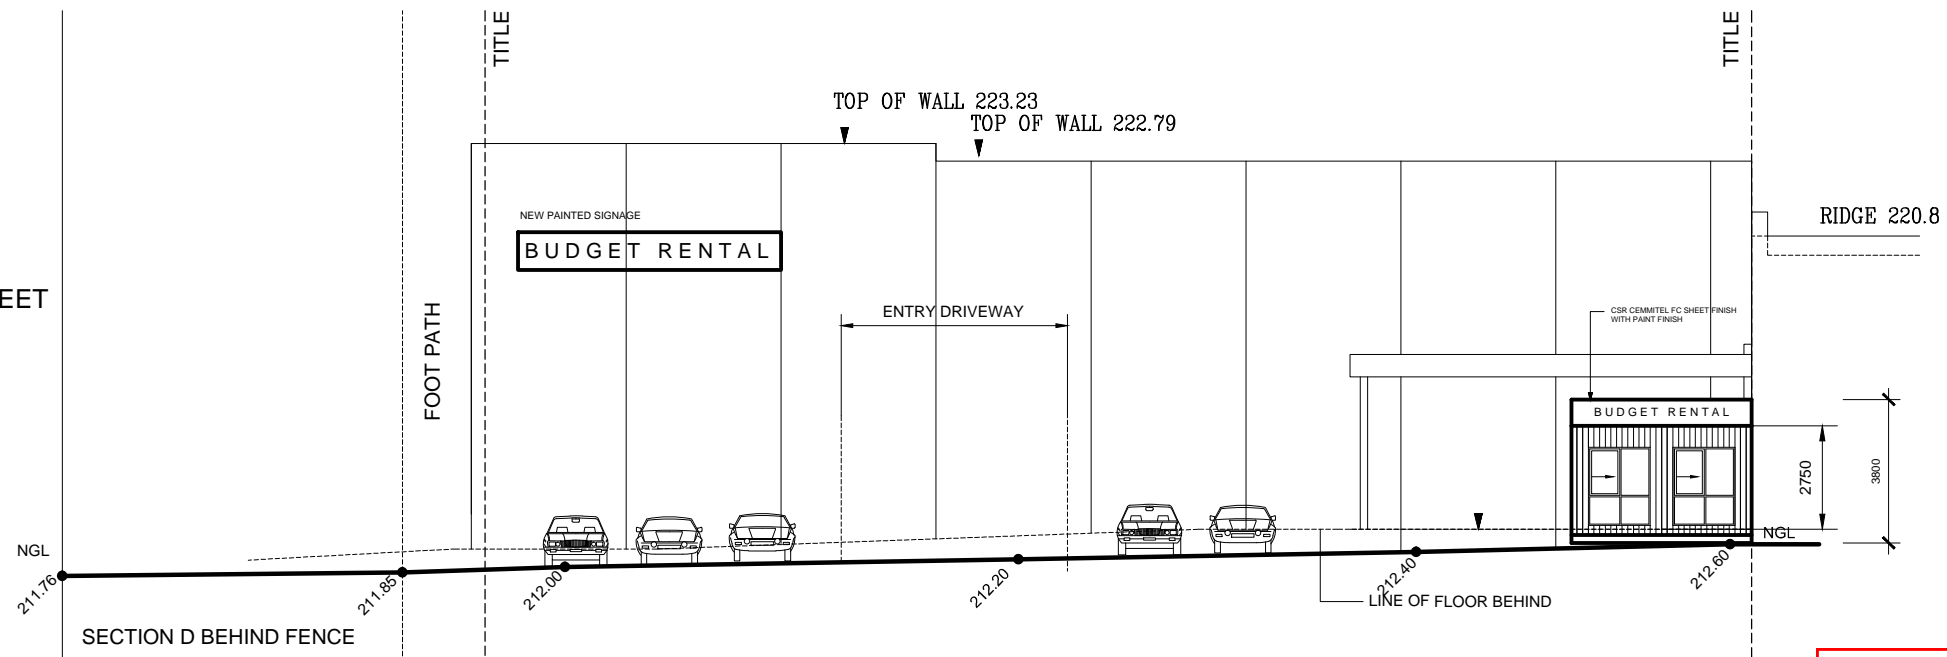 TITLE
TITLE
TOP OF WALL 223.23
TOP OF WALL 222.79
NEW PAINTED SIGNAGE
BUDGET RENTAL
RIDGE 220.8
EET
FOOT PATH
ENTRY DRIVEWAY
CSR CEMMITEL FC SHEET FINISH
WITH PAINT FINISH
BUDGET RENTAL
2750
3800
NGL
NGL
211.76
211.85
212.00
212.20
212.40
212.60
LINE OF FLOOR BEHIND
SECTION D BEHIND FENCE